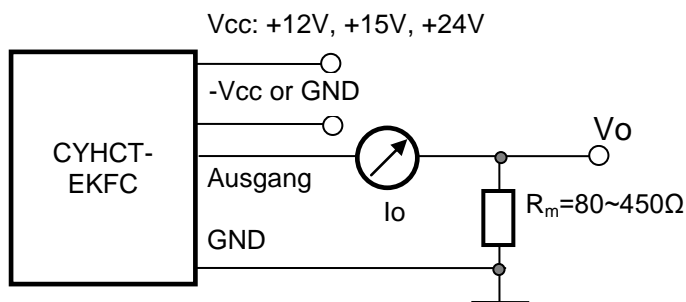 Vcc: +12V, +15V, +24V
-Vcc or GND
CYHCT-
EKFC
Ausgang
Io
Vo
Rm=80~450Ω
GND